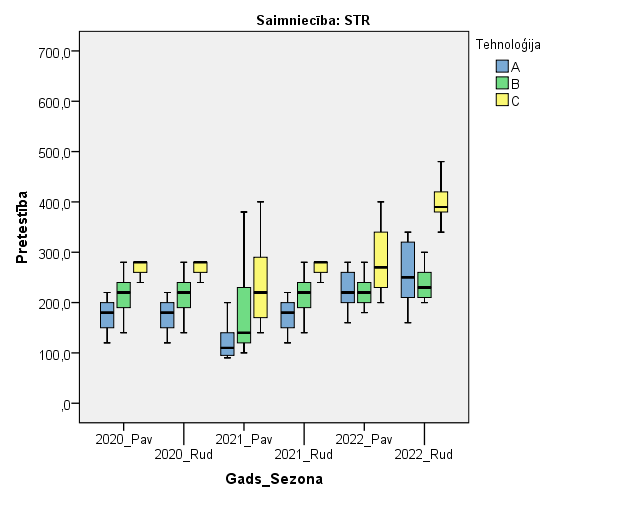 Saimniecība: STR
Tehnoloģija
A
B
C
700,0
600,0
500,0
400,0
300,0
200,0
100,0
,0
Pretestība
2020_Pav
2020_Rud
2021_Pav
2021_Rud
2022_Pav
2022_Rud
Gads_Sezona